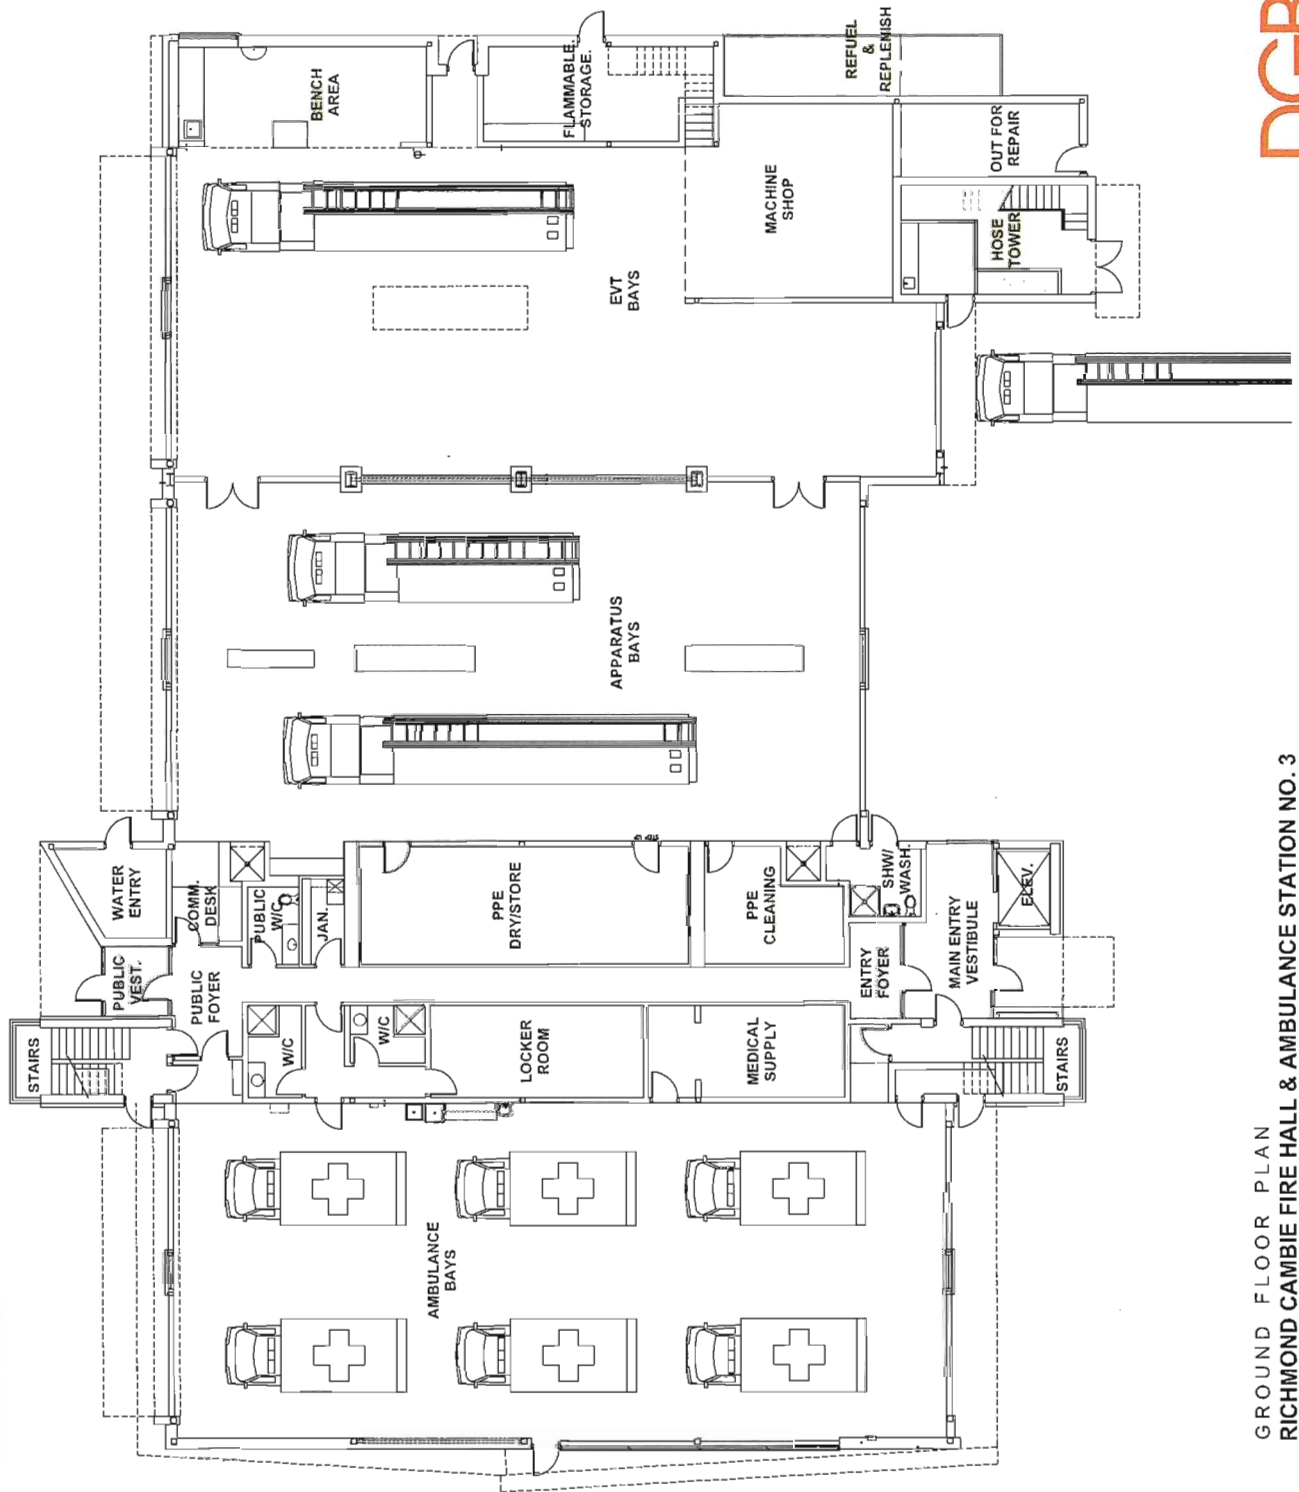 BENCH
AREA
FLAMMABLE.
STORAGE.
REFUEL
&
REPLENISH
OUT FOR
REPAIR
MACHINE
SHOP
HOSE
TOWER
EVT
BAYS
APPARATUS
BAYS
WATER
ENTRY
COMM.
DESK
PUBLIC
W/C
JAN.
PPE
DRY/STORE
PPE
CLEANING
SHW/
WASH.
ELEV.
PUBLIC
VEST.
PUBLIC
FOYER
ENTRY
FOYER
MAIN ENTRY
VESTIBULE
STAIRS
W/C
W/C
LOCKER
ROOM
MEDICAL
SUPPLY
STAIRS
AMBULANCE
BAYS
GROUND FLOOR PLAN
RICHMOND CAMBIE FIRE HALL & AMBULANCE STATION NO. 3